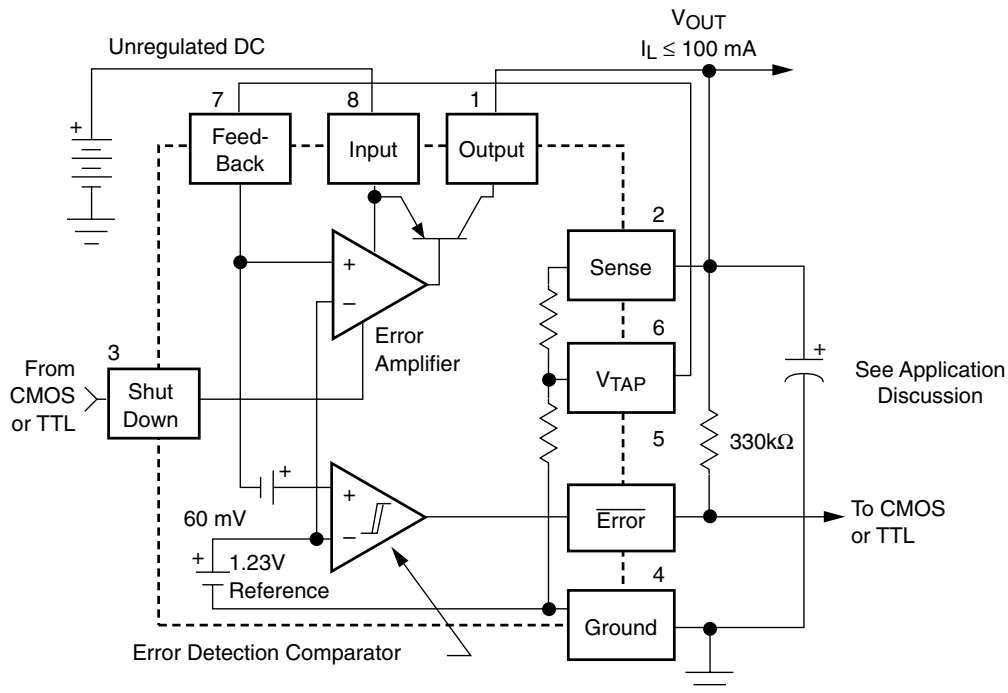 VOUT
IL ≤ 100 mA
Unregulated DC
7
8
1
Feed-
Back
Input
Output
+
2
Sense
+
−
Error
Amplifier
6
VTAP
+
See Application
Discussion
3
From
CMOS
or TTL
Shut
Down
5
330kΩ
+
+
−
60 mV
Error
To CMOS
or TTL
+
1.23V
Reference
4
Ground
Error Detection Comparator